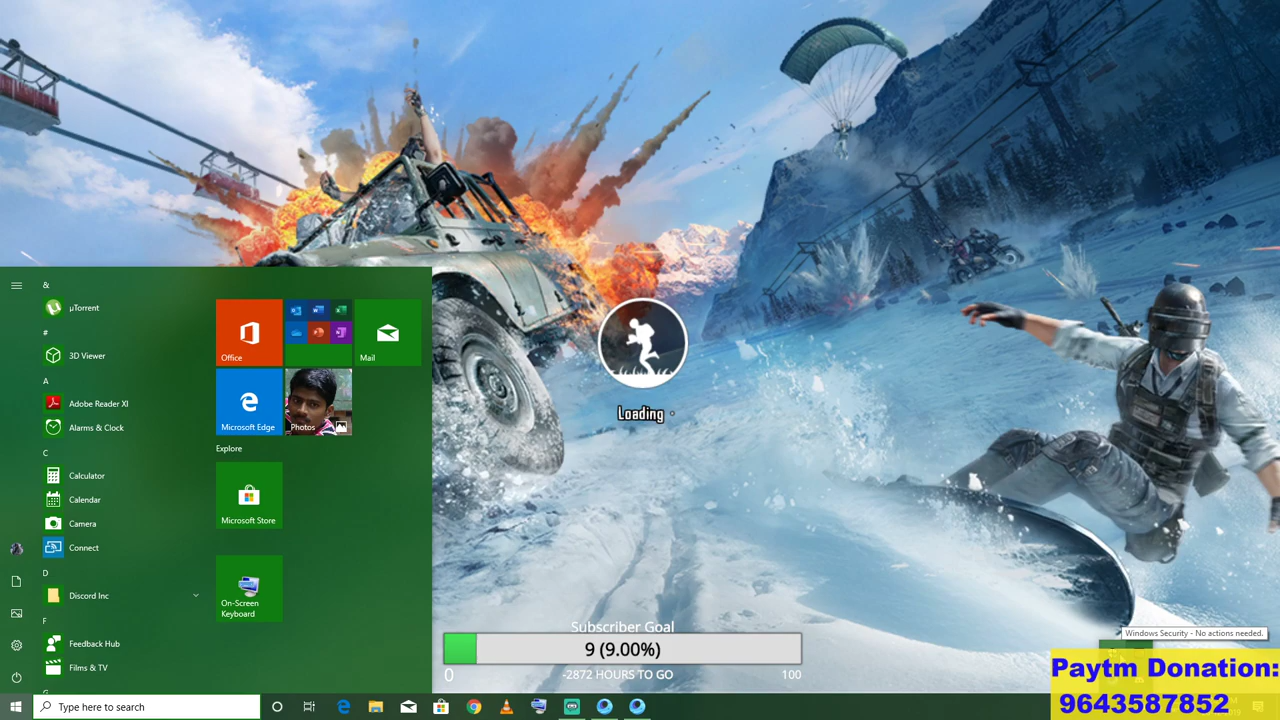 &
µTorrent
#
3D Viewer
A
Adobe Reader XI
Alarms & Clock
C
Calculator
Calendar
Camera
Connect
D
Discord Inc
F
Feedback Hub
Films & TV
Office
Mail
Microsoft Edge
Photos
Explore
Microsoft Store
On-Screen
Keyboard
Loading
Subscriber Goal
9 (9.00%)
0
-2872 HOURS TO GO
100
Windows Security - No actions needed.
Paytm Donation:
9643587852
Type here to search